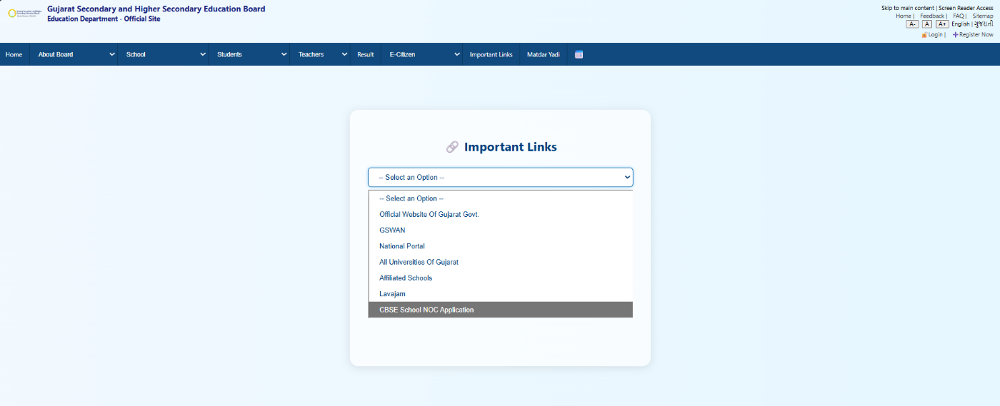 Gujarat Secondary and Higher Secondary Education Board
Education Department - Official Site
Skip to main content | Screen Reader Access
Home | Feedback | FAQ | Sitemap
A- A A+ English | ગુજરાતી
Login | Register Now
Home About Board School Students Teachers Result E-Citizen Important Links Matdar Yadi
Important Links
-- Select an Option --
-- Select an Option --
Official Website Of Gujarat Govt.
GSWAN
National Portal
All Universities Of Gujarat
Affiliated Schools
Lavajam
CBSE School NOC Application